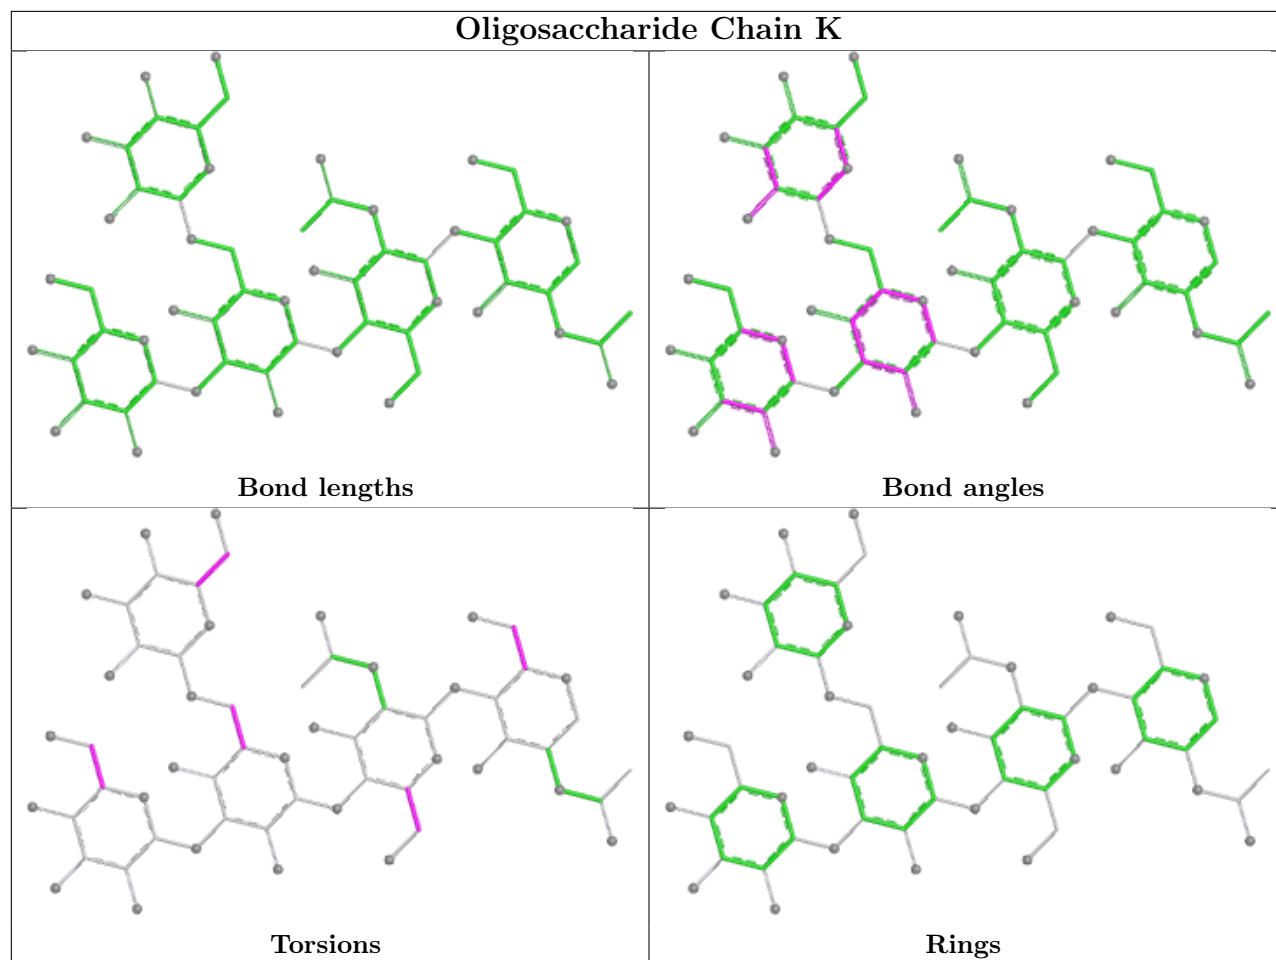 Oligosaccharide Chain K
Bond lengths
Bond angles
Torsions
Rings